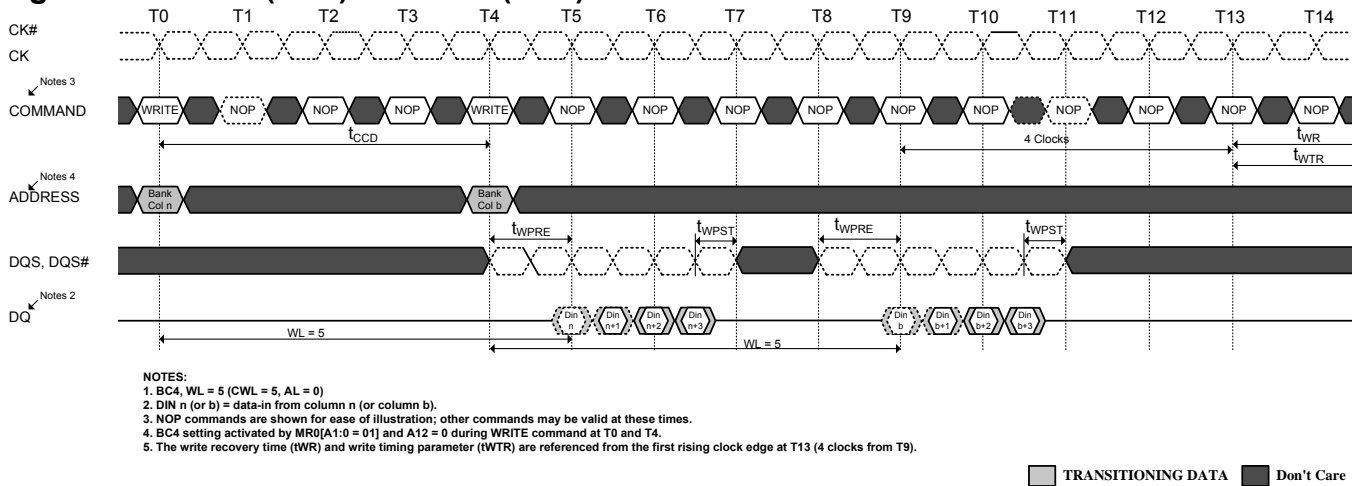 T0 T1 T2 T3 T4 T5 T6 T7 T8 T9 T10 T11 T12 T13 T14
CK#
CK
Notes 3
COMMAND
WRITE NOP NOP NOP WRITE NOP NOP NOP NOP NOP NOP NOP NOP NOP NOP
tCCD
4 Clocks
tWR
tWTR
Notes 4
ADDRESS
Bank Col n
Bank Col b
tWPRE
tWPST
tWPRE
tWPST
DQS, DQS#
Notes 2
DQ
Din n
Din n+1
Din n+2
Din n+3
Din b
Din b+1
Din b+2
Din b+3
WL = 5
WL = 5
NOTES:
1. BC4, WL = 5 (CWL = 5, AL = 0)
2. DIN n (or b) = data-in from column n (or column b).
3. NOP commands are shown for ease of illustration; other commands may be valid at these times.
4. BC4 setting activated by MR0[A1:0 = 01] and A12 = 0 during WRITE command at T0 and T4.
5. The write recovery time (tWR) and write timing parameter (tWTR) are referenced from the first rising clock edge at T13 (4 clocks from T9).
TRANSITIONING DATA
Don't Care